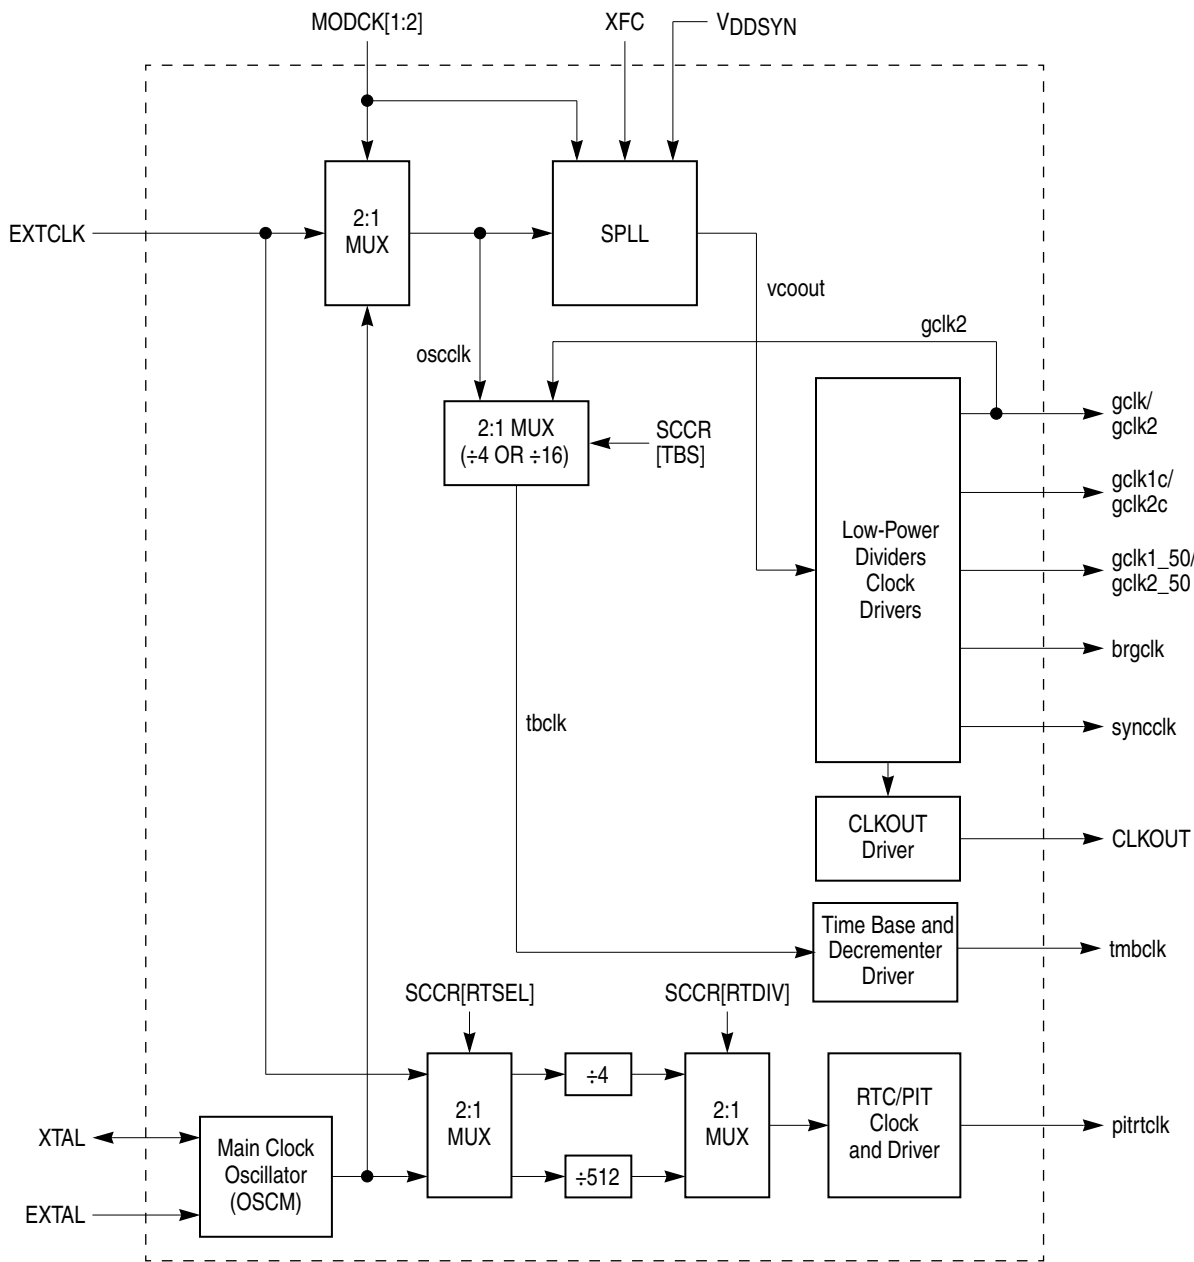 MODCK[1:2]
XFC
VDDSYN
EXTCLK
2:1
MUX
SPLL
vcoout
oscclk
gclk2
2:1 MUX
(÷4 OR ÷16)
SCCR
[TBS]
gclk/
gclk2
gclk1c/
gclk2c
Low-Power
Dividers
Clock
Drivers
gclk1_50/
gclk2_50
brgclk
tbclk
syncclk
CLKOUT
Driver
CLKOUT
Time Base and
Decrementer
Driver
tmbclk
SCCR[RTSEL]
SCCR[RTDIV]
2:1
MUX
÷4
÷512
2:1
MUX
RTC/PIT
Clock
and Driver
pitrtclk
XTAL
Main Clock
Oscillator
(OSCM)
EXTAL